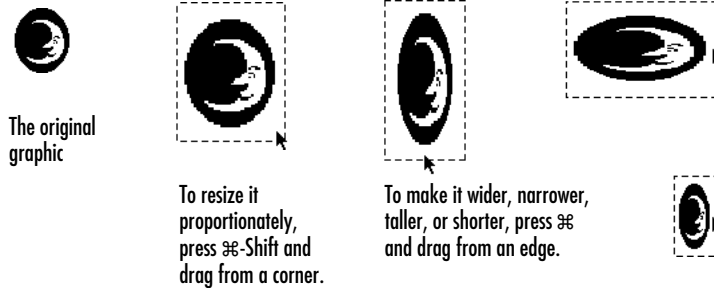 The original
graphic
To resize it
proportionately,
press ⌘-Shift and
drag from a corner.
To make it wider, narrower,
taller, or shorter, press ⌘
and drag from an edge.